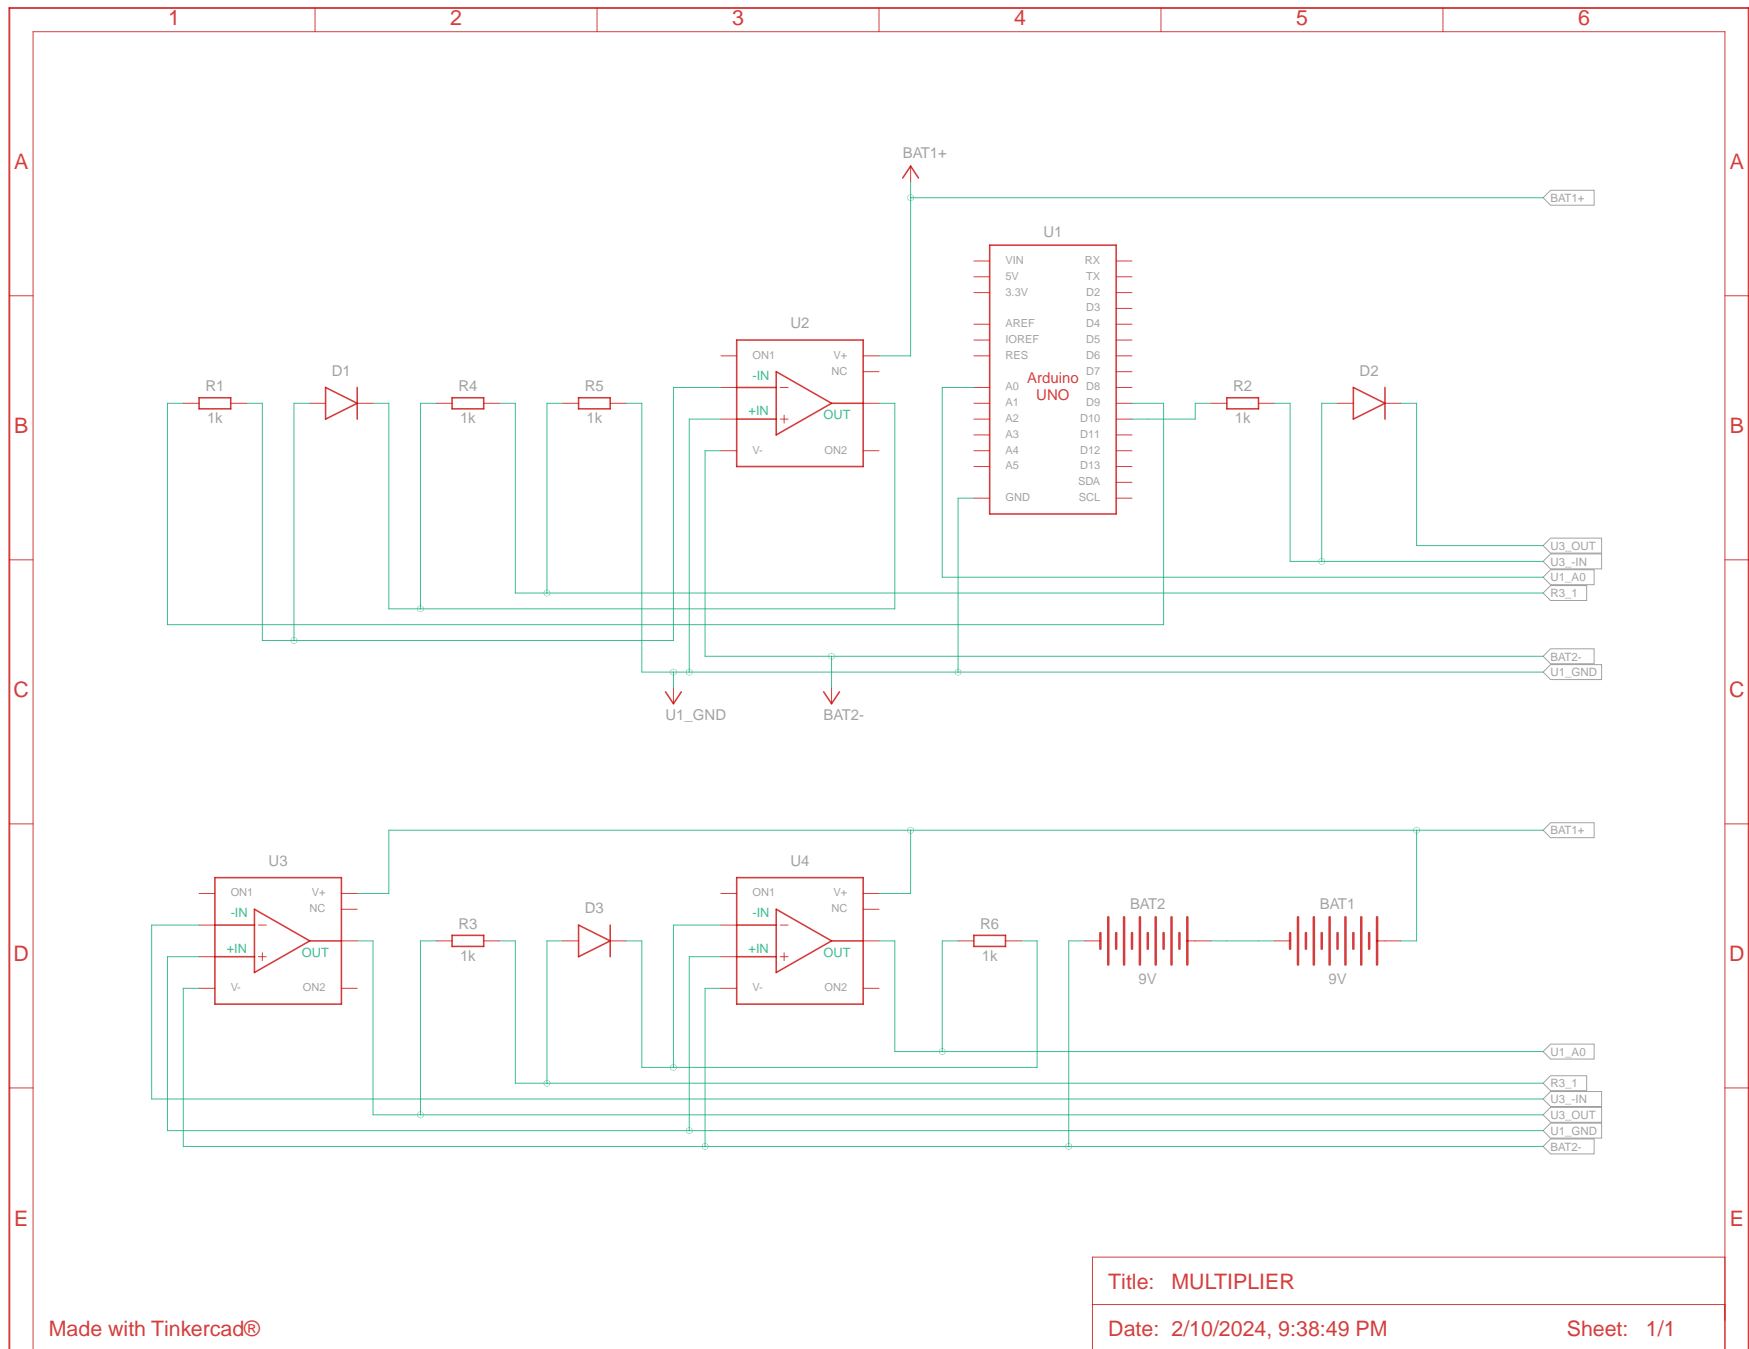 1 2 3 4 5 6
A A
BAT1+
BAT1+
U1
VIN RX
5V TX
3.3V D2
D3
AREF D4
IOREF D5
RES D6
D7
A0 D8
A1 D9
A2 D10
A3 D11
A4 D12
A5 D13
SDA
GND SCL
Arduino
UNO
U2
ON1 V+
NC
-IN
+IN
OUT
V- ON2
B B
R1
1k
D1
R4
1k
R5
1k
R2
1k
D2
U3_OUT
U3_-IN
U1_A0
R3_1
BAT2-
U1_GND
C C
U1_GND
BAT2-
BAT1+
U3
ON1 V+
NC
-IN
+IN
OUT
V- ON2
R3
1k
D3
U4
ON1 V+
NC
-IN
+IN
OUT
V- ON2
R6
1k
BAT2
9V
BAT1
9V
D D
U1_A0
R3_1
U3_-IN
U3_OUT
U1_GND
BAT2-
E E
Title: MULTIPLIER
Made with Tinkercad®
Date: 2/10/2024, 9:38:49 PM Sheet: 1/1